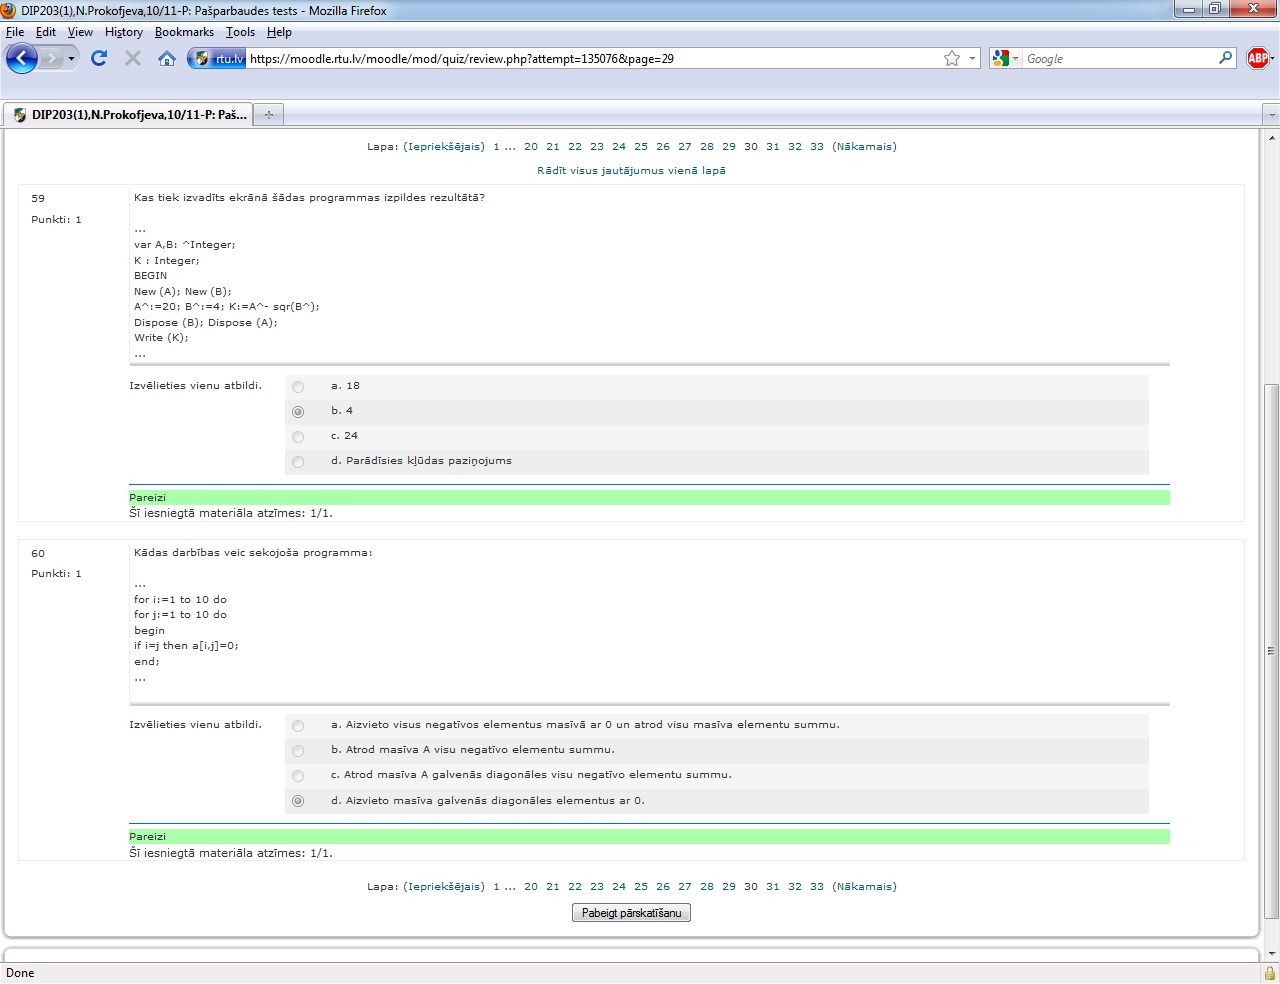 DIP203(1),N.Prokofjeva,10/11-P: Pašparbaudes tests - Mozilla Firefox
File Edit View History Bookmarks Tools Help
rtu.lv https://moodle.rtu.lv/moodle/mod/quiz/review.php?attempt=135076&page=29 Google ABP
DIP203(1),N.Prokofjeva,10/11-P: Paš...
Lapa: (Iepriekšējais) 1 ... 20 21 22 23 24 25 26 27 28 29 30 31 32 33 (Nākamais)
Rādīt visus jautājumus vienā lapā
59 Kas tiek izvadīts ekrānā šādas programmas izpildes rezultātā?
Punkti: 1
...
var A,B: ^Integer;
K : Integer;
BEGIN
New (A); New (B);
A^:=20; B^:=4; K:=A^- sqr(B^);
Dispose (B); Dispose (A);
Write (K);
...
Izvēlieties vienu atbildi. a. 18
b. 4
c. 24
d. Parādīsies kļūdas paziņojums
Pareizi
Šī iesniegtā materiāla atzīmes: 1/1.
60 Kādas darbības veic sekojoša programma:
Punkti: 1
...
for i:=1 to 10 do
for j:=1 to 10 do
begin
if i=j then a[i,j]=0;
end;
...
Izvēlieties vienu atbildi. a. Aizvieto visus negatīvos elementus masīvā ar 0 un atrod visu masīva elementu summu.
b. Atrod masīva A visu negatīvo elementu summu.
c. Atrod masīva A galvenās diagonāles visu negatīvo elementu summu.
d. Aizvieto masīva galvenās diagonāles elementus ar 0.
Pareizi
Šī iesniegtā materiāla atzīmes: 1/1.
Lapa: (Iepriekšējais) 1 ... 20 21 22 23 24 25 26 27 28 29 30 31 32 33 (Nākamais)
Pabeigt pārskatīšanu
Done